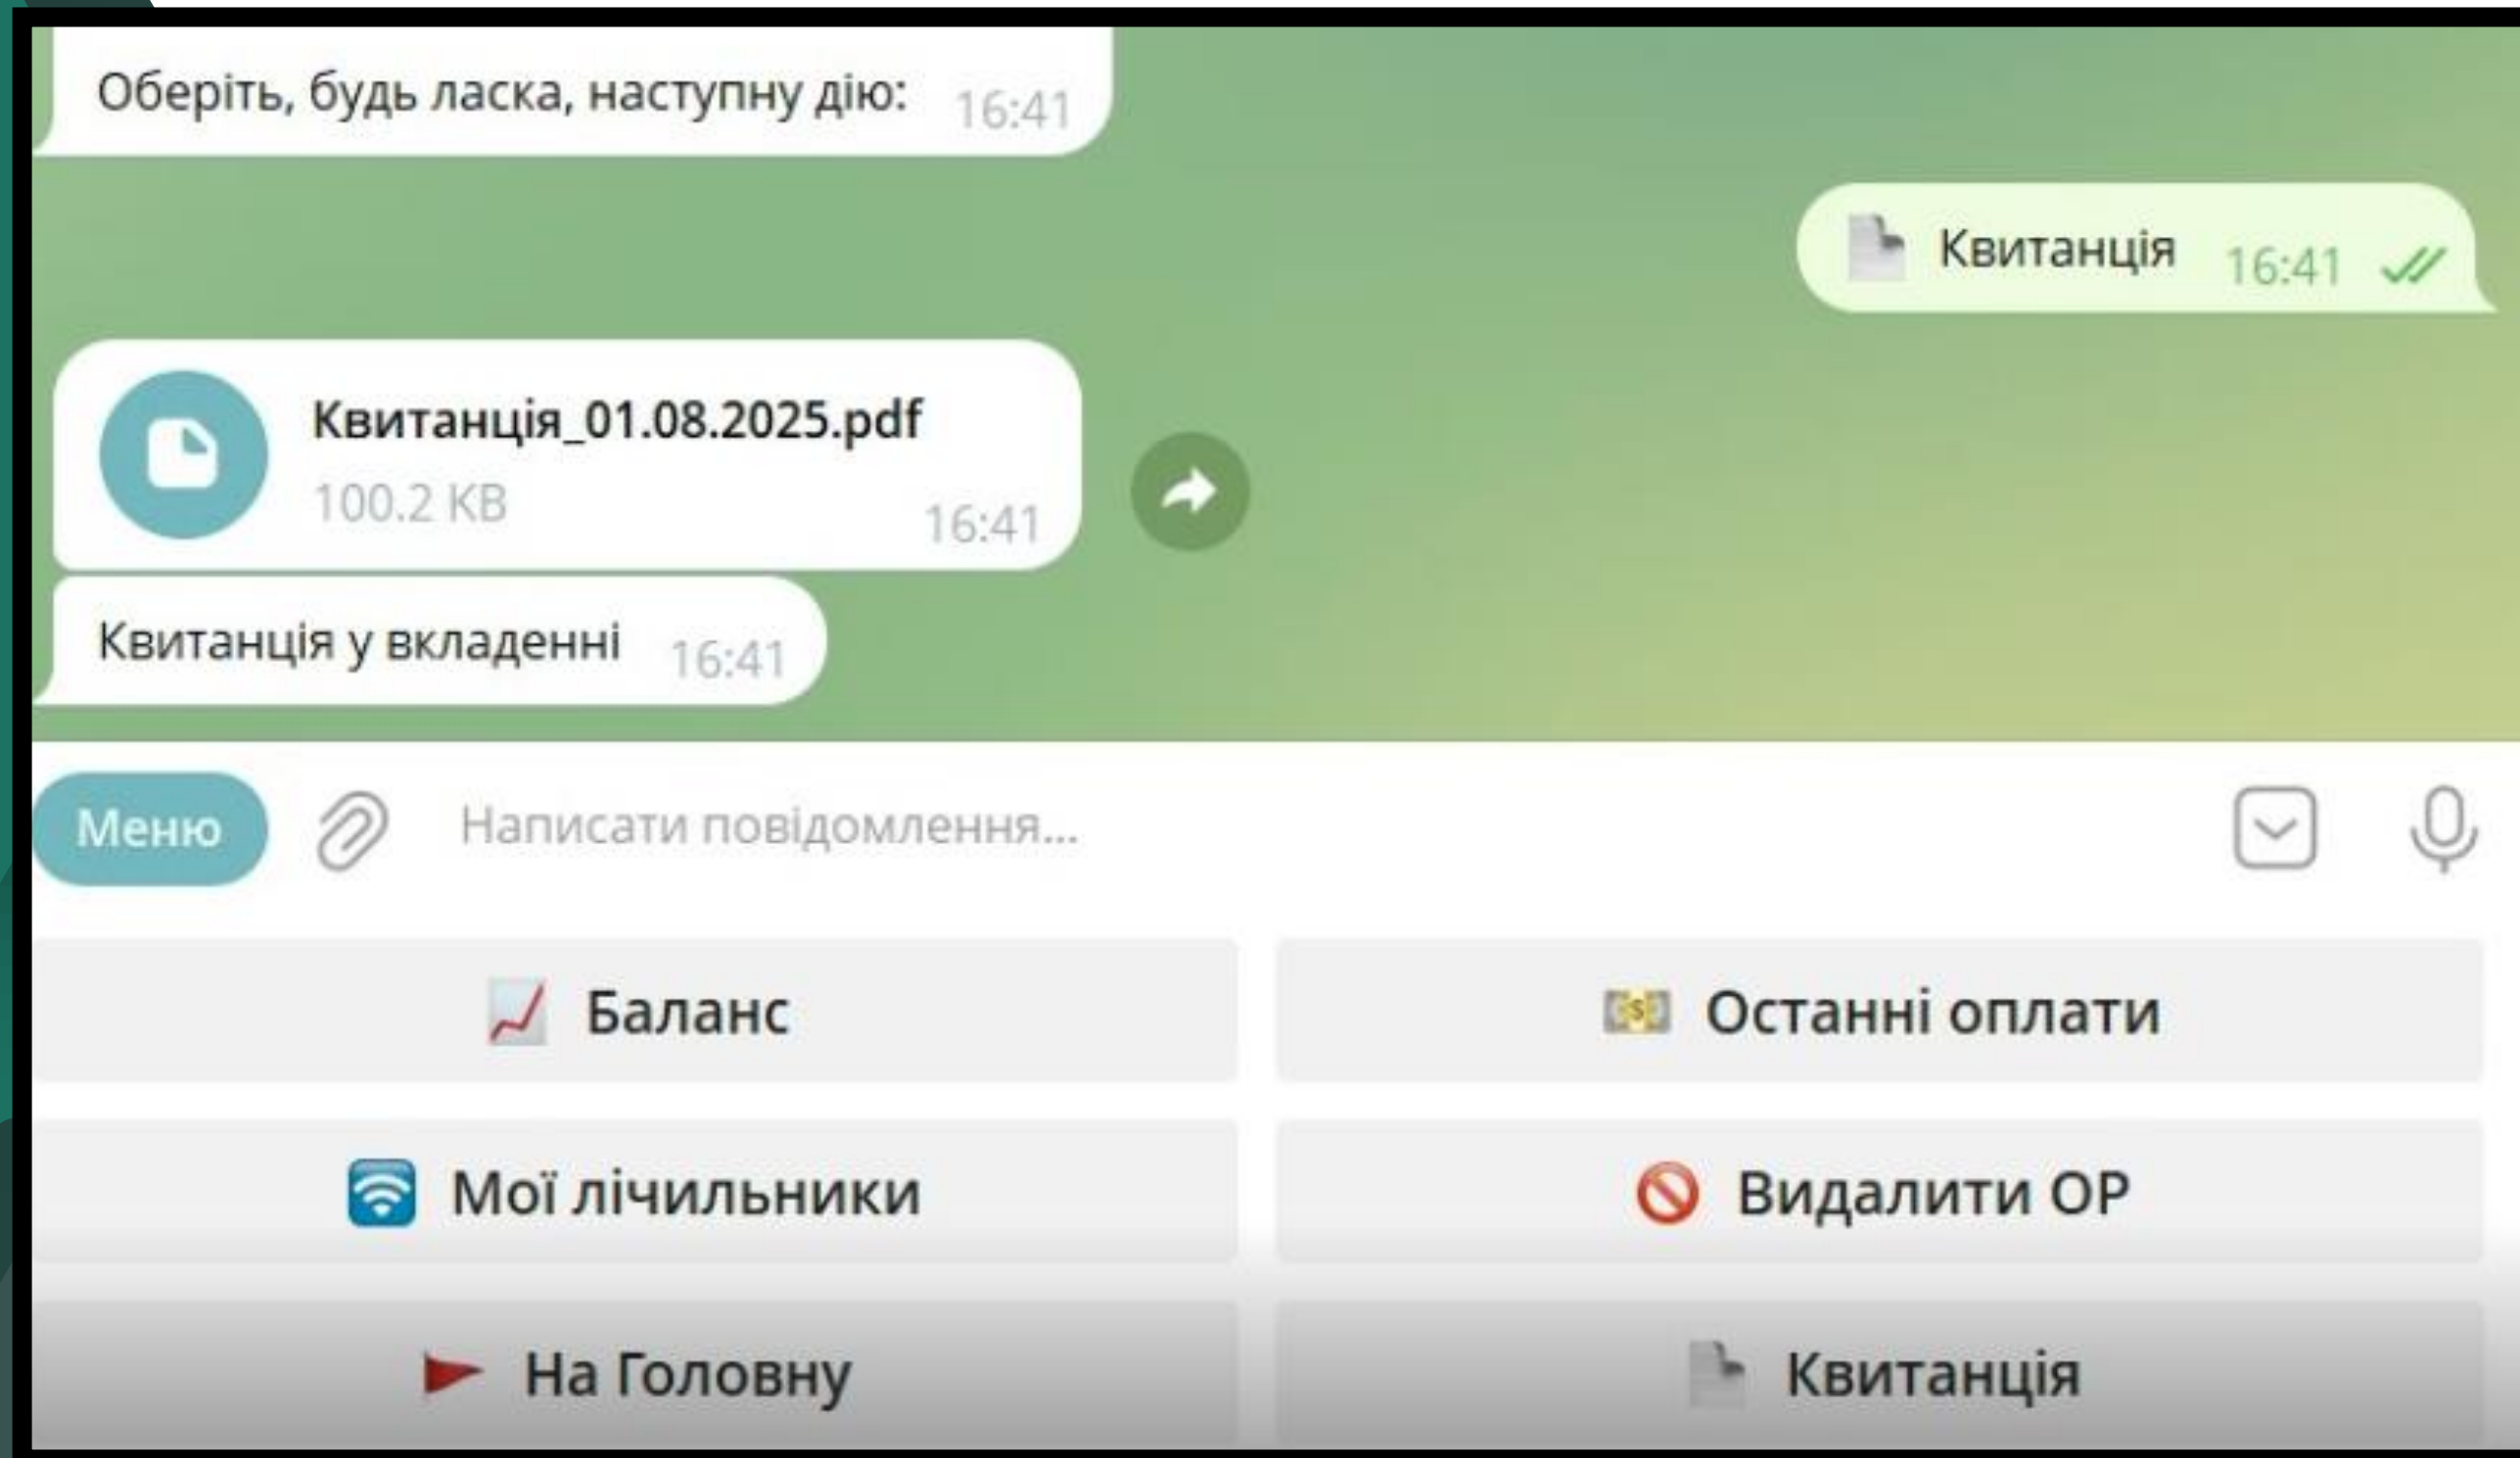 Оберіть, будь ласка, наступну дію: 16:41
Квитанція 16:41
Квитанція_01.08.2025.pdf
100.2 KB
16:41
Квитанція у вкладенні 16:41
Меню Написати повідомлення...
Баланс Останні оплати
Мої лічильники Видалити ОР
На Головну Квитанція